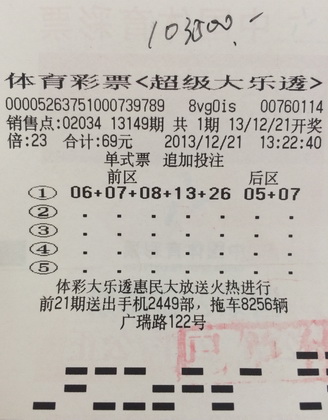 103500.-
体育彩票<超级大乐透>
00005263751000739789 8vg0is 00760114
销售点:02034 13149期 共 1期 13/12/21开奖
倍:23 合计:69元 2013/12/21 13:22:40
单式票 追加投注
前区 后区
① 06+07+08+13+26 05+07
② . . . . . . .
③ . . . . . . .
④ . . . . . . .
⑤ . . . . . . .
体彩大乐透惠民大放送火热进行
前21期送出手机2449部，拖车8256辆
广瑞路122号